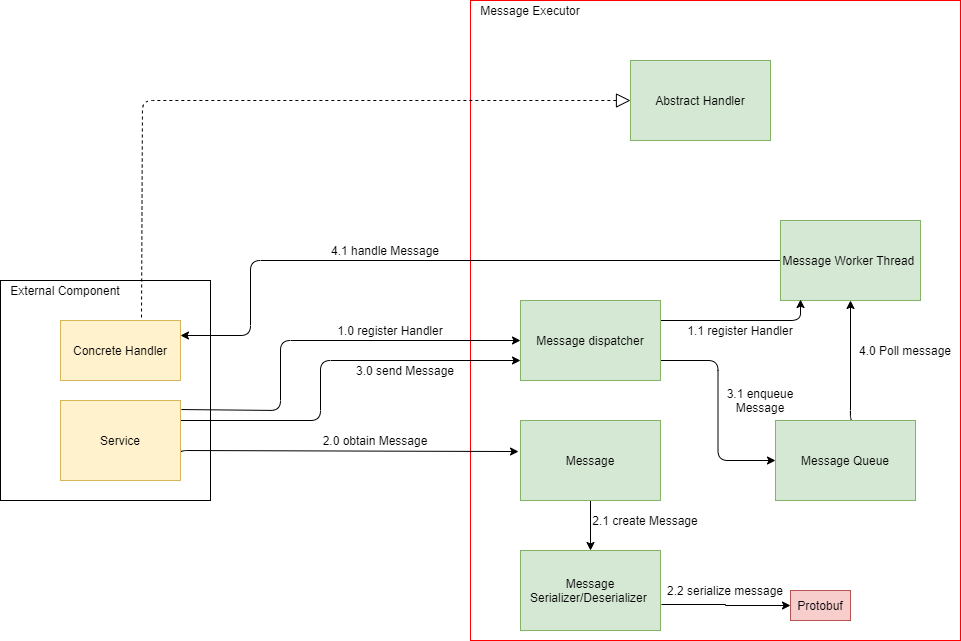 Message Executor
Abstract Handler
4.1 handle Message
Message Worker Thread
External Component
Concrete Handler
1.0 register Handler
Message dispatcher
1.1 register Handler
3.0 send Message
4.0 Poll message
3.1 enqueue
Message
Service
2.0 obtain Message
Message
Message Queue
2.1 create Message
Message
Serializer/Deserializer
2.2 serialize message
Protobuf